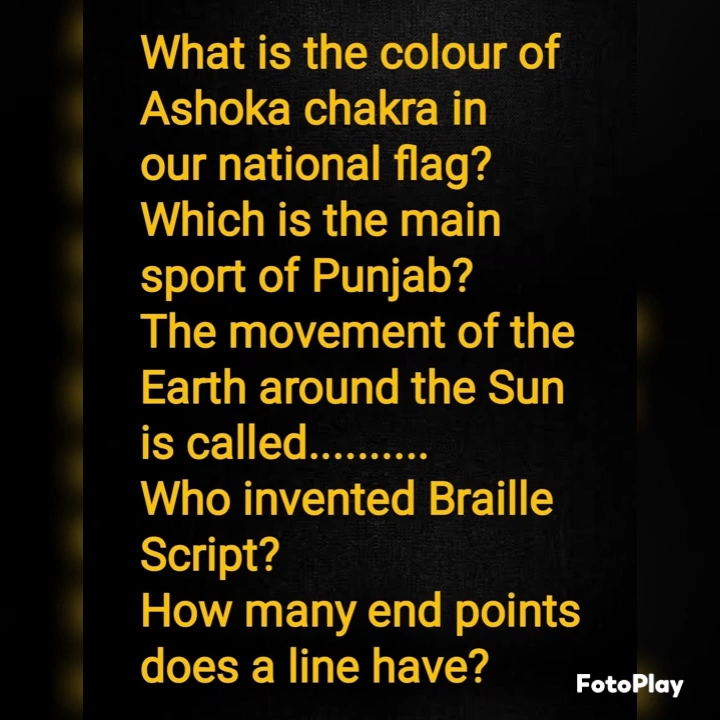 What is the colour of
Ashoka chakra in
our national flag?
Which is the main
sport of Punjab?
The movement of the
Earth around the Sun
is called..........
Who invented Braille
Script?
How many end points
does a line have?
FotoPlay